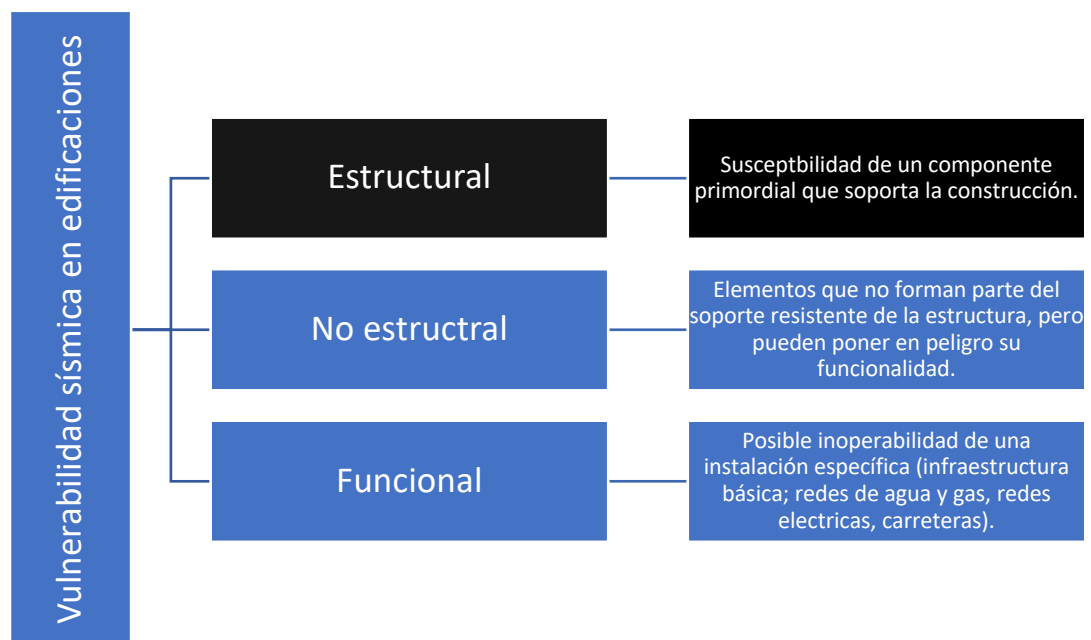 Vulnerabilidad sísmica en edificaciones
Estructural
Susceptbilidad de un componente
primordial que soporta la construcción.
No estructral
Elementos que no forman parte del
soporte resistente de la estructura, pero
pueden poner en peligro su
funcionalidad.
Funcional
Posible inoperabilidad de una
instalación específica (infraestructura
básica; redes de agua y gas, redes
electricas, carreteras).